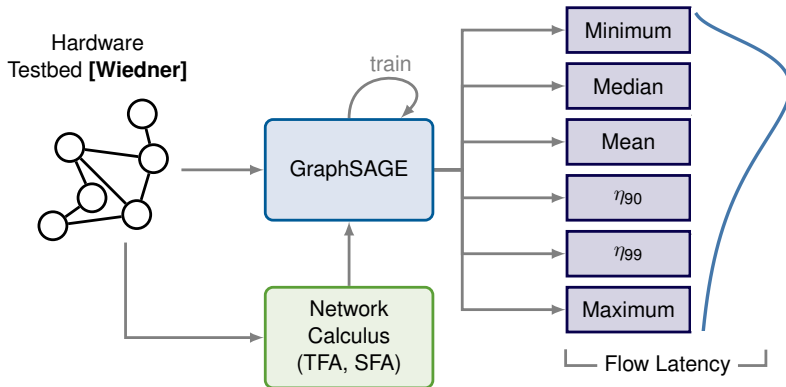 Hardware
Testbed [Wiedner]
train
GraphSAGE
Network
Calculus
(TFA, SFA)
Minimum
Median
Mean
η90
η99
Maximum
Flow Latency